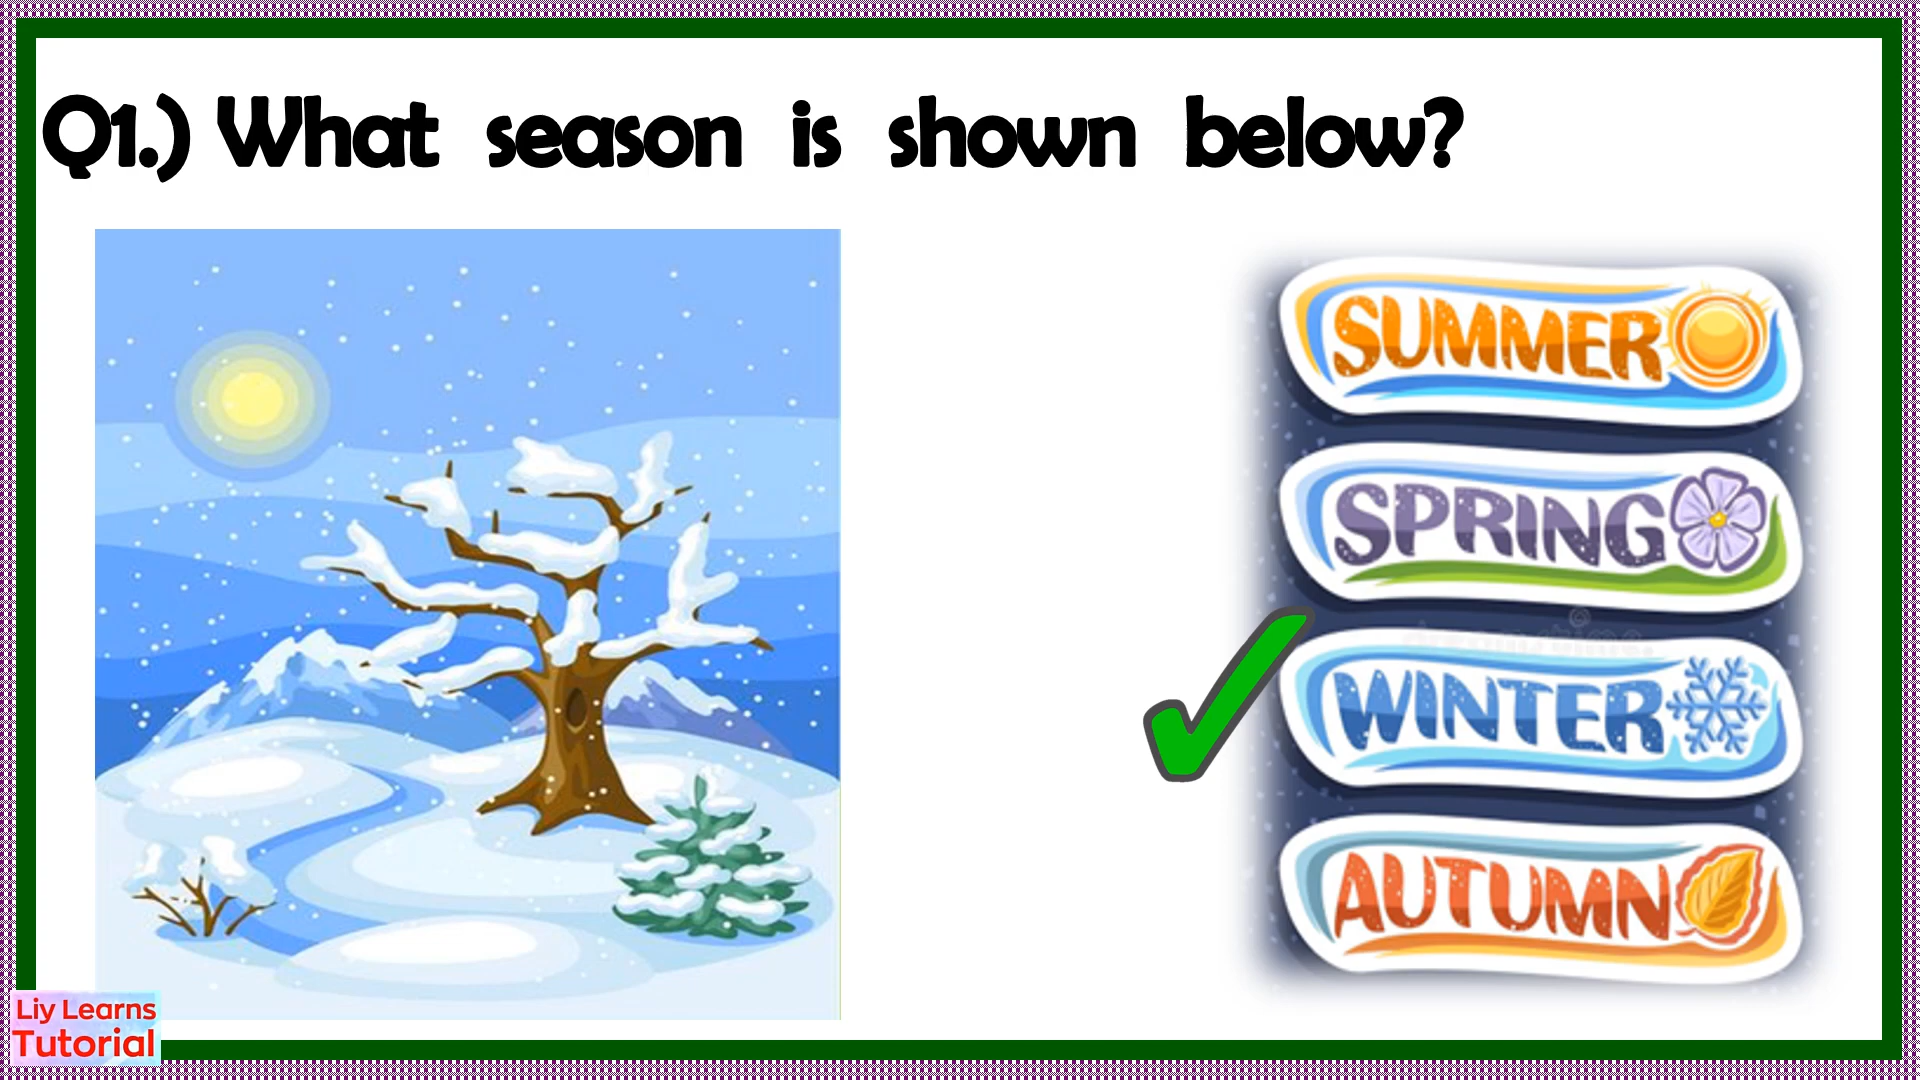 Q1.) What season is shown below?
SUMMER
SPRING
WINTER
AUTUMN
Liy Learns
Tutorial